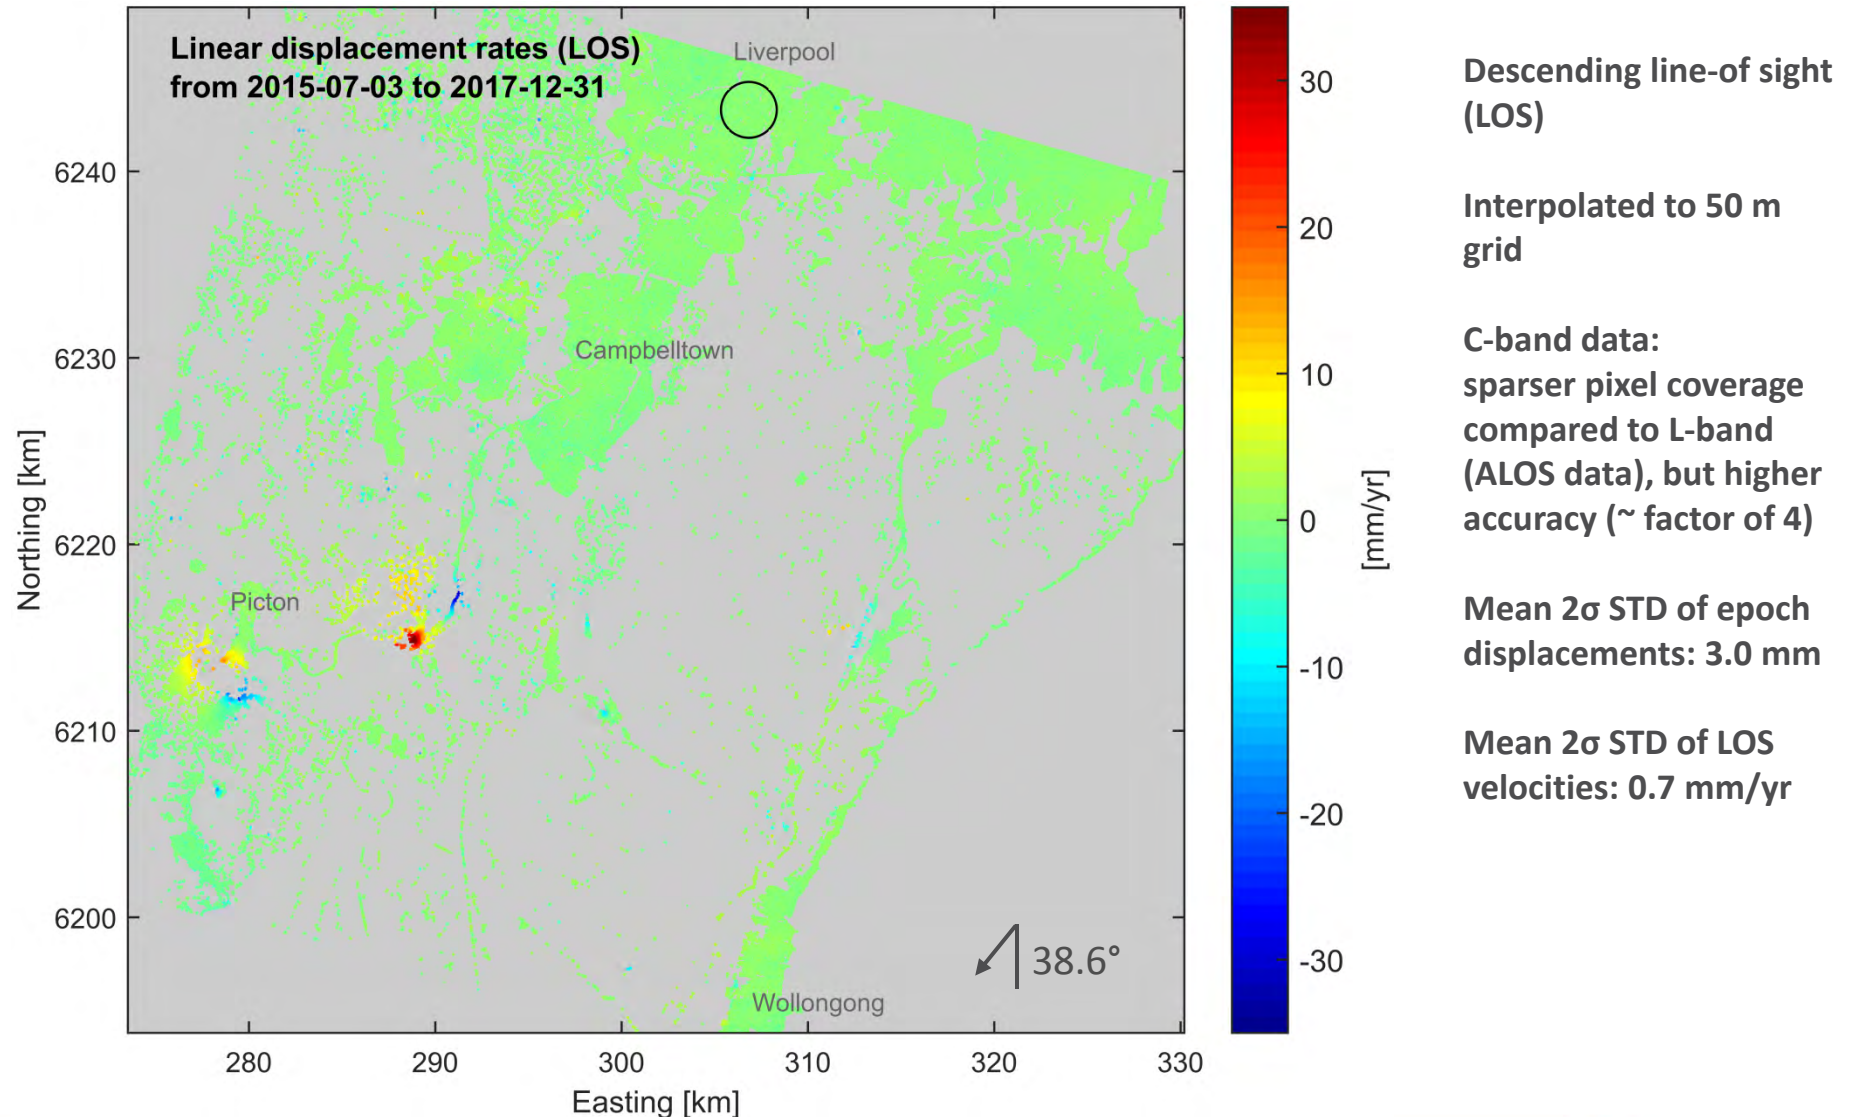 Linear displacement rates (LOS)
from 2015-07-03 to 2017-12-31
Liverpool
Campbelltown
Picton
Wollongong
38.6°
6240
6230
6220
6210
6200
Northing [km]
280
290
300
310
320
330
Easting [km]
30
20
10
0
-10
-20
-30
[mm/yr]
Descending line-of sight
(LOS)
Interpolated to 50 m
grid
C-band data:
sparser pixel coverage
compared to L-band
(ALOS data), but higher
accuracy (~ factor of 4)
Mean 2σ STD of epoch
displacements: 3.0 mm
Mean 2σ STD of LOS
velocities: 0.7 mm/yr